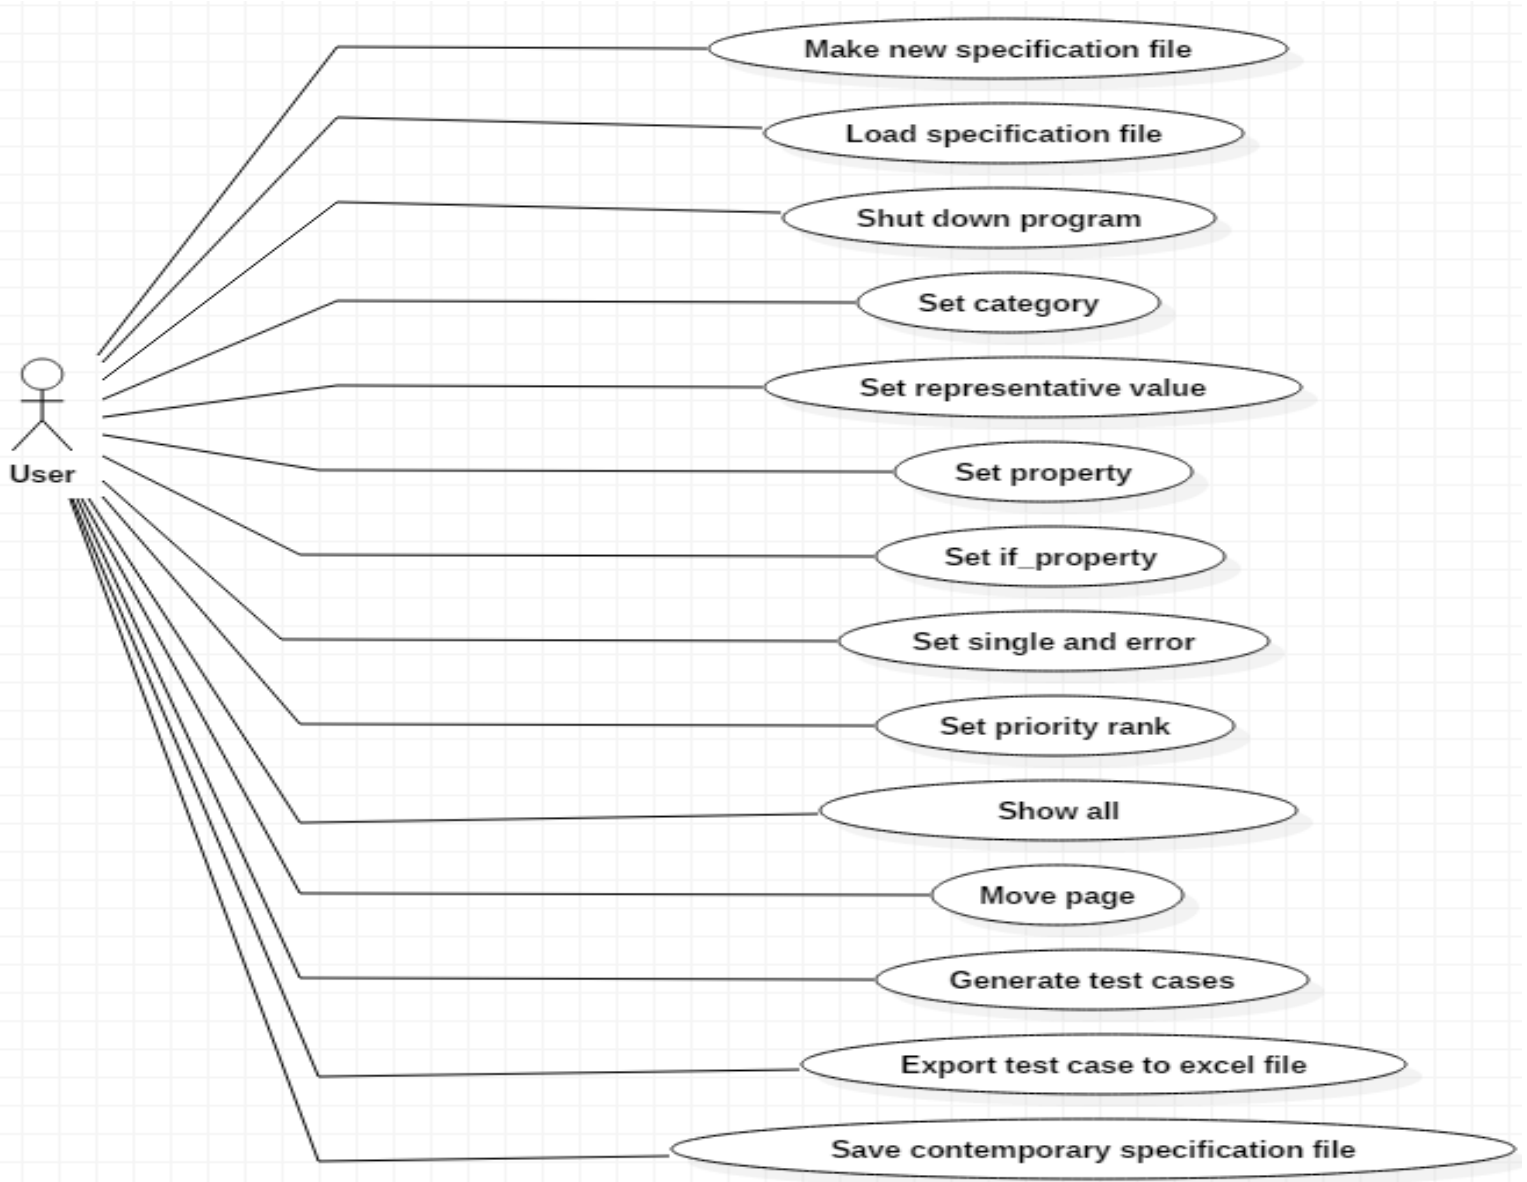 Make new specification file
Load specification file
Shut down program
Set category
Set representative value
User
Set property
Set if_property
Set single and error
Set priority rank
Show all
Move page
Generate test cases
Export test case to excel file
Save contemporary specification file